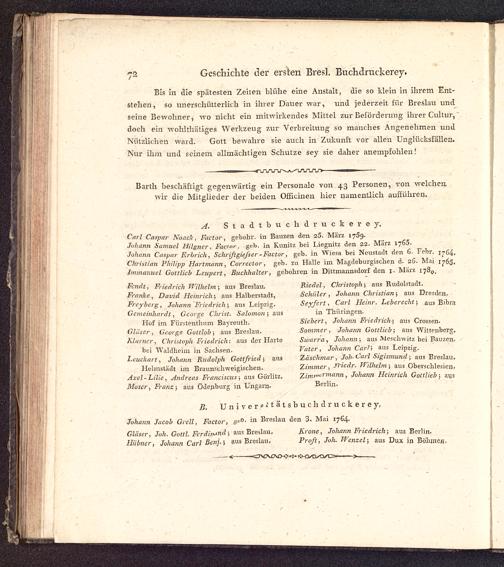 72 Geschichte der ersten Bresl. Buchdruckerey.
Bis in die spätesten Zeiten blühe eine Anstalt, die so klein in ihrem Ent-
stehen, so unerschütterlich in ihrer Dauer war, und jederzeit für Breslau und
seine Bewohner, wo nicht ein mitwirkendes Mittel zur Beförderung ihrer Cultur,
doch ein wohlthätiges Werkzeug zur Verbreitung so manches Angenehmen und
Nützlichen ward. Gott bewahre sie auch in Zukunft vor allen Unglücksfällen.
Nur ihm und seinem allmächtigen Schutze sey sie daher anempfohlen!
Barth beschäftigt gegenwärtig ein Personale von 43 Personen, von welchen
wir die Mitglieder der beiden Officinen hier namentlich aufführen.
A. Stadtbuchdruckerey.
Carl Caspar Naack, Factor, gebohr. in Bauzen den 25. März 1759.
Johann Samuel Hilgner, Factor, geb. in Kunitz bei Liegnitz den 22. März 1765.
Johann Caspar Erbrich, Schriftgiesser-Factor, geb. in Wiesa bei Neustadt den 6. Febr. 1764.
Christian Philipp Hartmann, Corrector, geb. zu Halle im Magdeburgischen d. 26. Mai 1765.
Immanuel Gottlieb Leupert, Buchhalter, gebohren in Dittmannsdorf den 1. März 1780.
Fendt, Friedrich Wilhelm; aus Breslau.
Franke, David Heinrich; aus Halberstadt,
Freyberg, Johann Friedrich; aus Leipzig.
Gemeinhardt, George Christ. Salomon; aus
Hof im Fürstenthum Bayreuth.
Gläser, George Gottlob; aus Breslau.
Klurner, Christoph Friedrich; aus der Harto
bei Waldheim in Sachsen.
Leuckart, Johann Rudolph Gottfried; aus
Helmstädt im Braunschweigischen.
Axel-Lilie, Andreas Franciscus; aus Görlitz.
Moser, Franz; aus Odenburg in Ungarn.
Riedel, Christoph; aus Rudolstadt.
Schüler, Johann Christian; aus Dresden.
Seyfert, Carl Heinr. Leberecht; aus Bibra
in Thüringen.
Siebert, Johann Friedrich; aus Crossen.
Sommer, Johann Gottlieb; aus Wittenberg.
Swarra, Johann; aus Meschwitz bei Bauzen.
Vater, Johann Carl; aus Leipzig.
Zäschmar, Joh. Carl Sigismund; aus Breslau.
Zimmer, Friedr. Wilhelm; aus Oberschlesien.
Zimmermann, Johann Heinrich Gottlieb; aus
Berlin.
B. Universitätsbuchdruckerey.
Johann Jacob Grell, Factor, geb. in Breslau den 3. Mai 1764.
Gläser, Joh. Gottl. Ferdinand; aus Breslau.
Hübner, Johann Carl Benj.; aus Breslau.
Krone, Johann Friedrich; aus Berlin.
Proft, Joh. Wenzel; aus Dux in Böhmen.